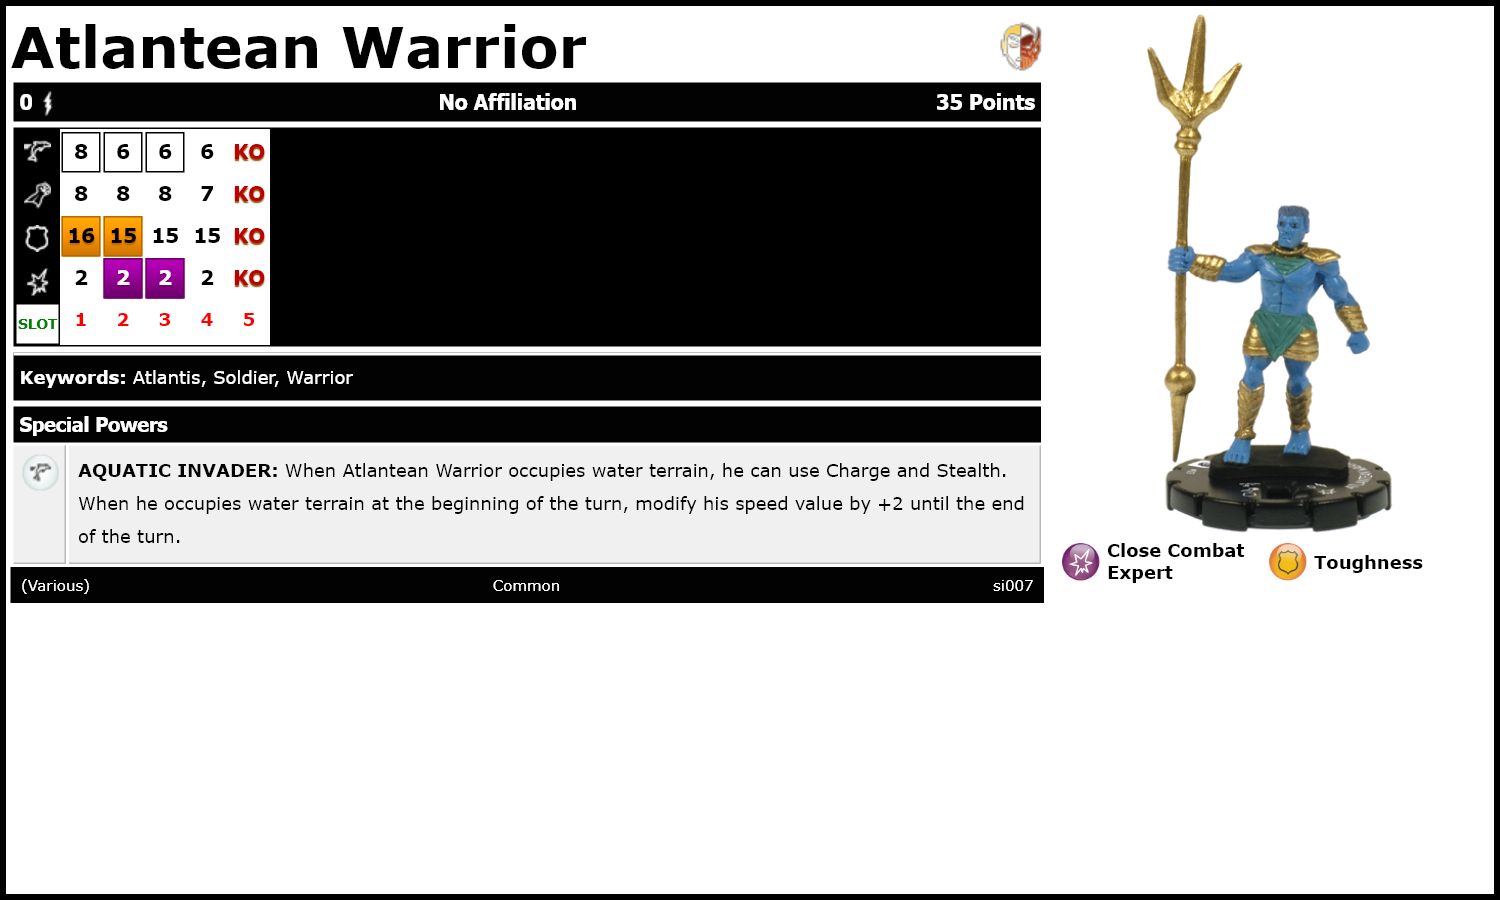 Atlantean Warrior
0 No Affiliation 35 Points
8 6 6 6 KO
8 8 8 7 KO
16 15 15 15 KO
2 2 2 2 KO
SLOT 1 2 3 4 5
Keywords: Atlantis, Soldier, Warrior
Special Powers
AQUATIC INVADER: When Atlantean Warrior occupies water terrain, he can use Charge and Stealth.
When he occupies water terrain at the beginning of the turn, modify his speed value by +2 until the end
of the turn.
(Various) Common si007
Close Combat
Expert
Toughness